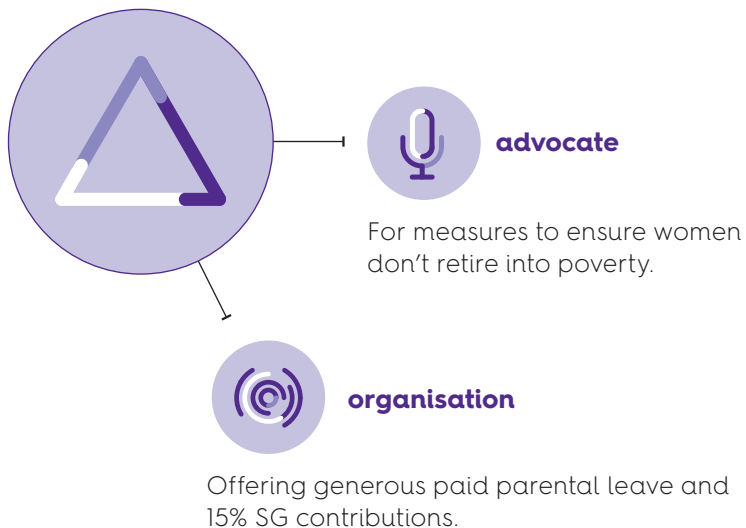 advocate
For measures to ensure women
don't retire into poverty.
organisation
Offering generous paid parental leave and
15% SG contributions.